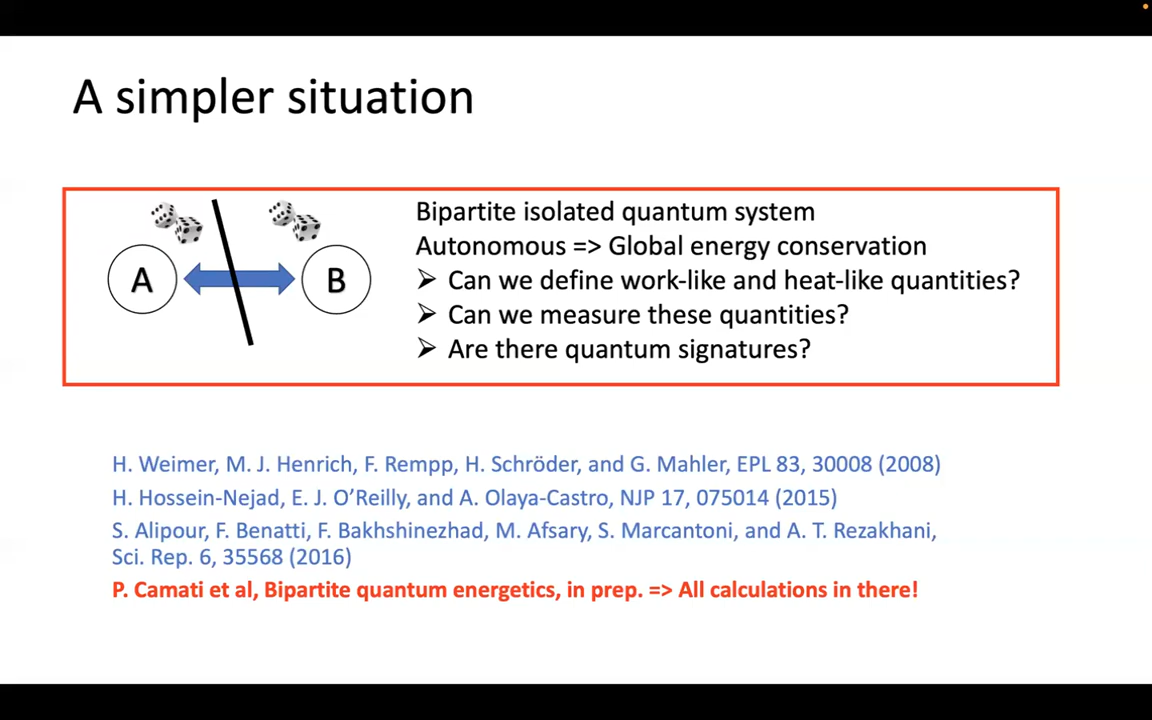 A simpler situation
A
B
Bipartite isolated quantum system
Autonomous => Global energy conservation
➢ Can we define work-like and heat-like quantities?
➢ Can we measure these quantities?
➢ Are there quantum signatures?
H. Weimer, M. J. Henrich, F. Rempp, H. Schröder, and G. Mahler, EPL 83, 30008 (2008)
H. Hossein-Nejad, E. J. O’Reilly, and A. Olaya-Castro, NJP 17, 075014 (2015)
S. Alipour, F. Benatti, F. Bakhshinezhad, M. Afsary, S. Marcantoni, and A. T. Rezakhani,
Sci. Rep. 6, 35568 (2016)
P. Camati et al, Bipartite quantum energetics, in prep. => All calculations in there!